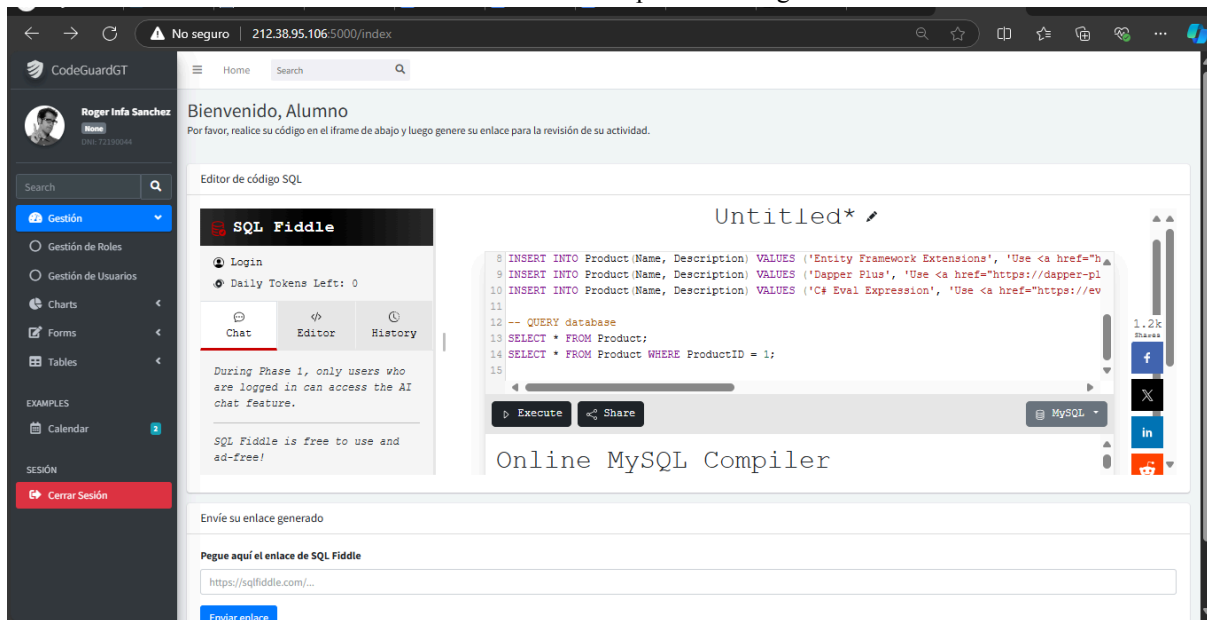 No seguro | 212.38.95.106:5000/index
CodeGuardGT
Home
Search
Roger Infa Sanchez
None
DNI: 72190044
Search
Gestión
Gestión de Roles
Gestión de Usuarios
Charts
Forms
Tables
EXAMPLES
Calendar
2
SESIÓN
Cerrar Sesión
Bienvenido, Alumno
Por favor, realice su código en el iframe de abajo y luego genere su enlace para la revisión de su actividad.
Editor de código SQL
SQL Fiddle
Login
Daily Tokens Left: 0
Chat
Editor
History
During Phase 1, only users who
are logged in can access the AI
chat feature.
SQL Fiddle is free to use and
ad-free!
Untitled*
8 INSERT INTO Product(Name, Description) VALUES ('Entity Framework Extensions', 'Use <a href="h
9 INSERT INTO Product(Name, Description) VALUES ('Dapper Plus', 'Use <a href="https://dapper-pl
10 INSERT INTO Product(Name, Description) VALUES ('C# Eval Expression', 'Use <a href="https://ev
11
12 -- QUERY database
13 SELECT * FROM Product;
14 SELECT * FROM Product WHERE ProductID = 1;
15
Execute
Share
MySQL
Online MySQL Compiler
1.2k
Shares
Envíe su enlace generado
Pegue aquí el enlace de SQL Fiddle
https://sqlfiddle.com/...
Enviar enlace